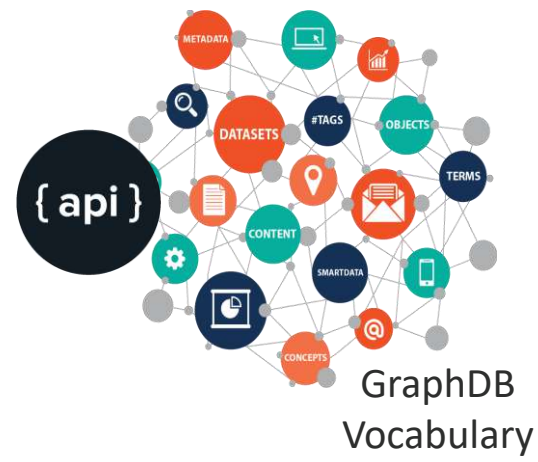 METADATA
#TAGS
DATASETS
OBJECTS
TERMS
{ api }
CONTENT
SMARTDATA
@
CONCEPTS
GraphDB
Vocabulary